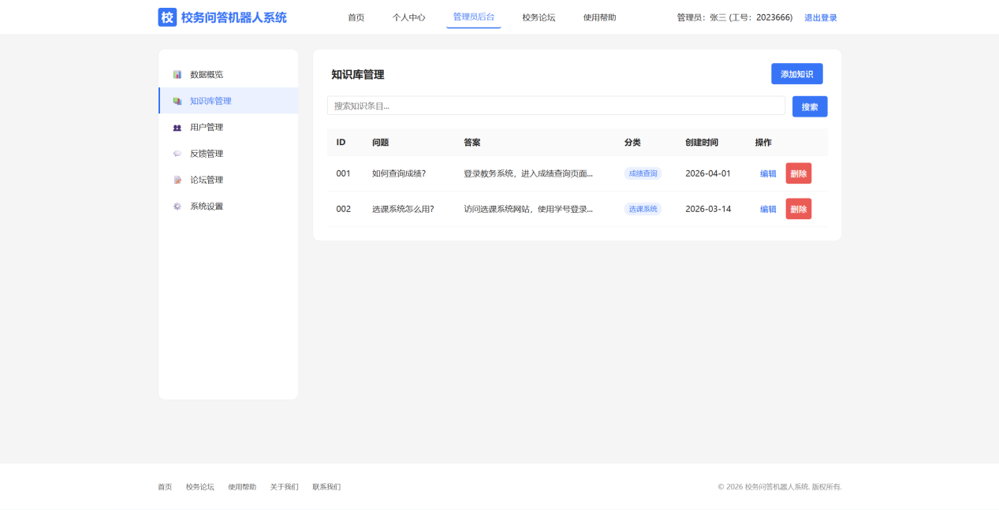 校 校务问答机器人系统 首页 个人中心 管理员后台 校务论坛 使用帮助 管理员：张三 (工号：2023666) 退出登录
数据概览
知识库管理
用户管理
反馈管理
论坛管理
系统设置
知识库管理 添加知识
搜索知识条目... 搜索
ID 问题 答案 分类 创建时间 操作
001 如何查询成绩？ 登录教务系统，进入成绩查询页面... 成绩查询 2026-04-01 编辑 删除
002 选课系统怎么用？ 访问选课系统网站，使用学号登录... 选课系统 2026-03-14 编辑 删除
首页 校务论坛 使用帮助 关于我们 联系我们 © 2026 校务问答机器人系统. 版权所有.